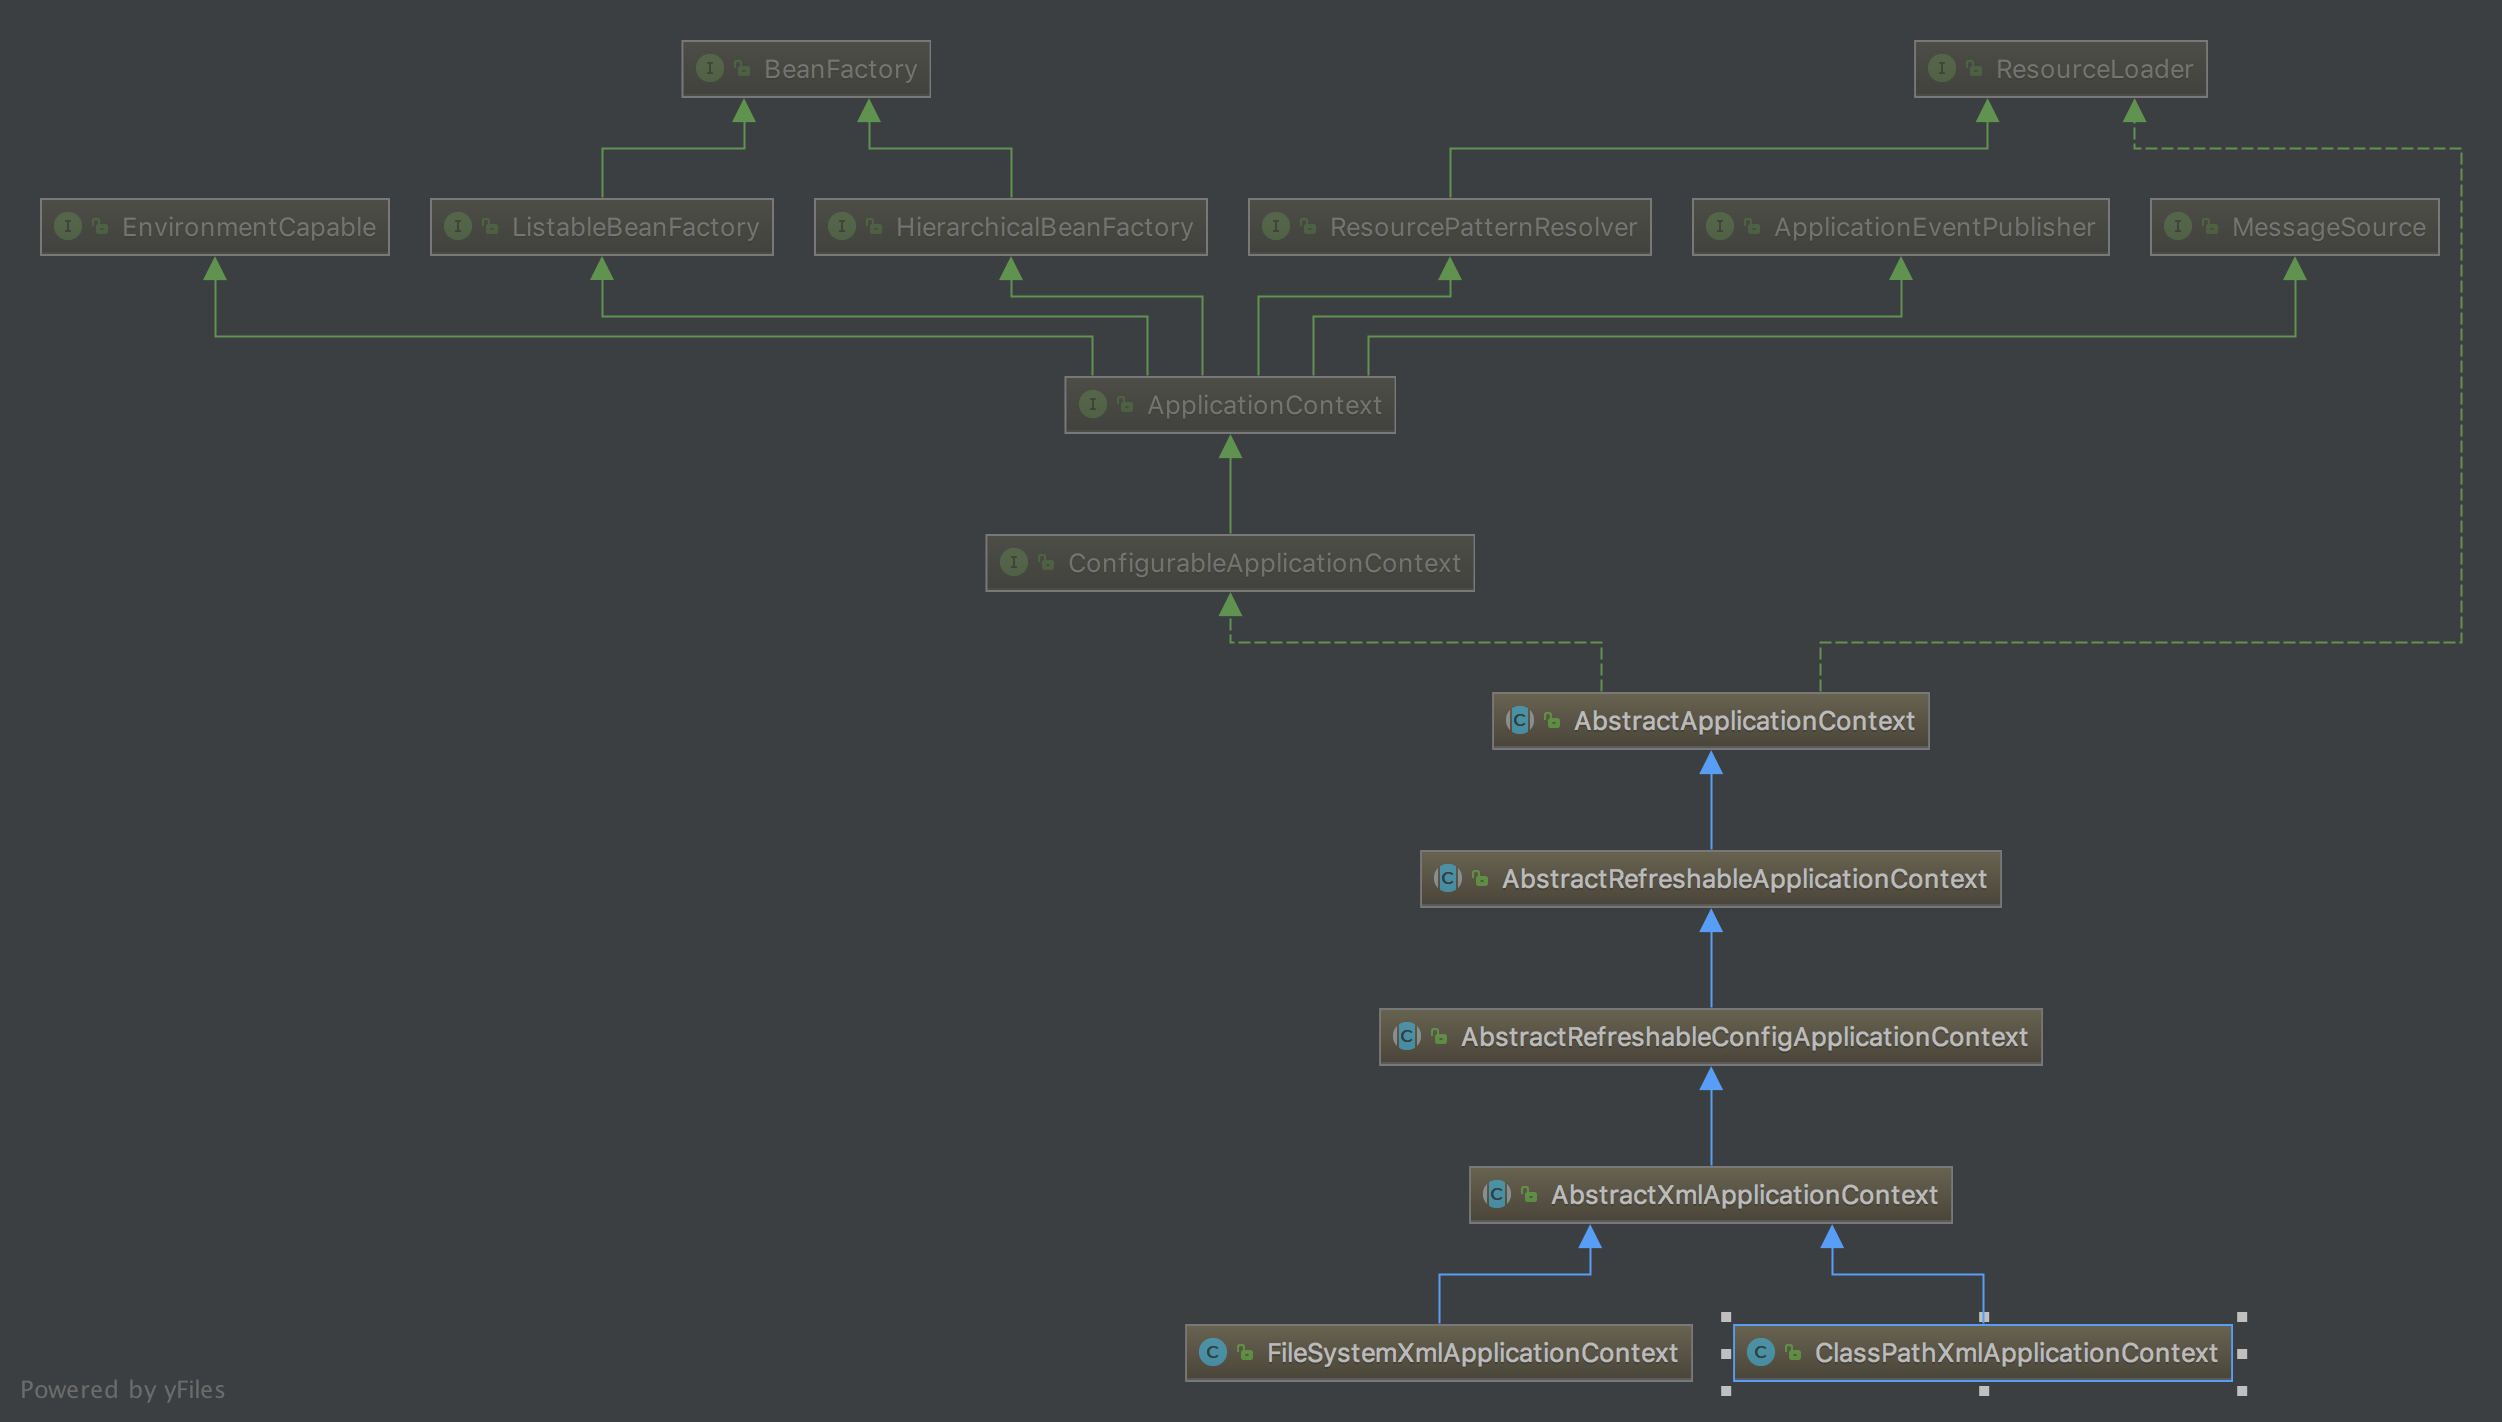 BeanFactory
ResourceLoader
EnvironmentCapable
ListableBeanFactory
HierarchicalBeanFactory
ResourcePatternResolver
ApplicationEventPublisher
MessageSource
ApplicationContext
ConfigurableApplicationContext
AbstractApplicationContext
AbstractRefreshableApplicationContext
AbstractRefreshableConfigApplicationContext
AbstractXmlApplicationContext
FileSystemXmlApplicationContext
ClassPathXmlApplicationContext
Powered by yFiles